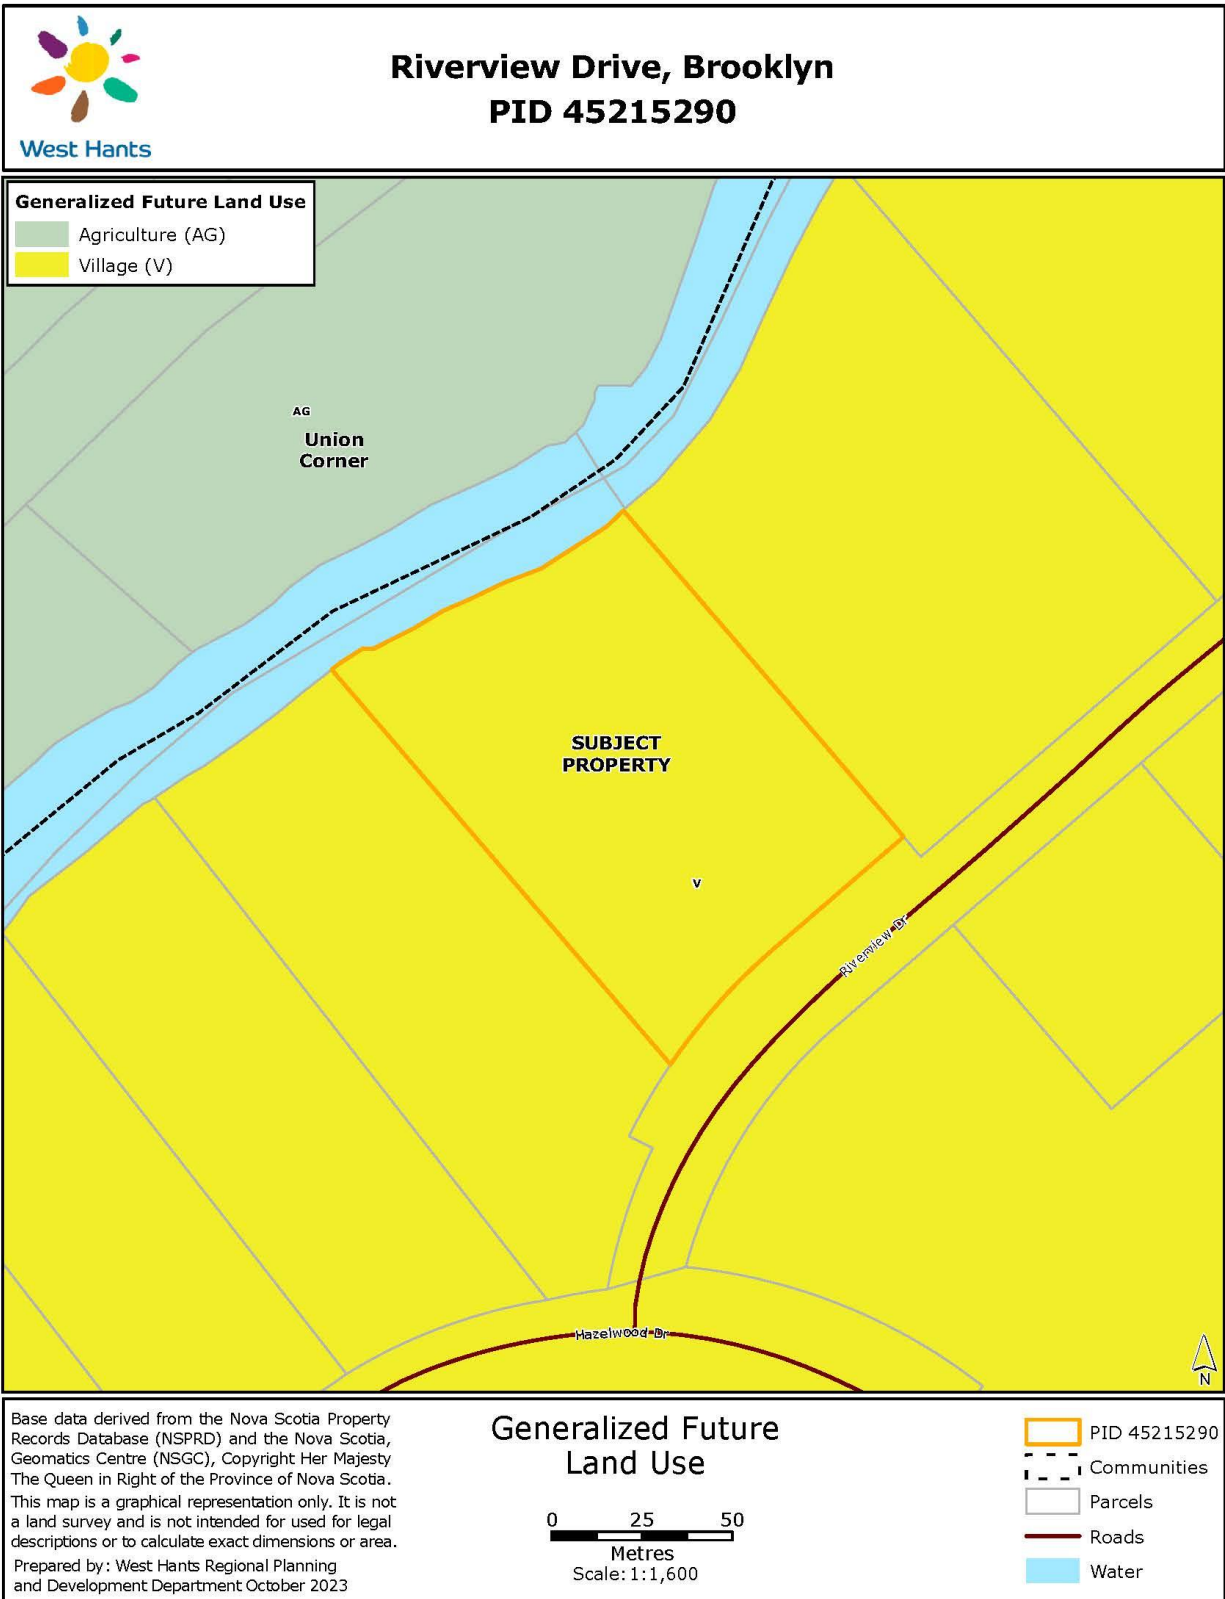 West Hants
Riverview Drive, Brooklyn
PID 45215290
Generalized Future Land Use
Agriculture (AG)
Village (V)
AG
Union
Corner
SUBJECT
PROPERTY
V
Riverview Dr
Hazelwood Dr
N
Base data derived from the Nova Scotia Property
Records Database (NSPRD) and the Nova Scotia,
Geomatics Centre (NSGC), Copyright Her Majesty
The Queen in Right of the Province of Nova Scotia.
This map is a graphical representation only. It is not
a land survey and is not intended for used for legal
descriptions or to calculate exact dimensions or area.
Prepared by: West Hants Regional Planning
and Development Department October 2023
Generalized Future
Land Use
0 25 50
Metres
Scale: 1:1,600
PID 45215290
Communities
Parcels
Roads
Water